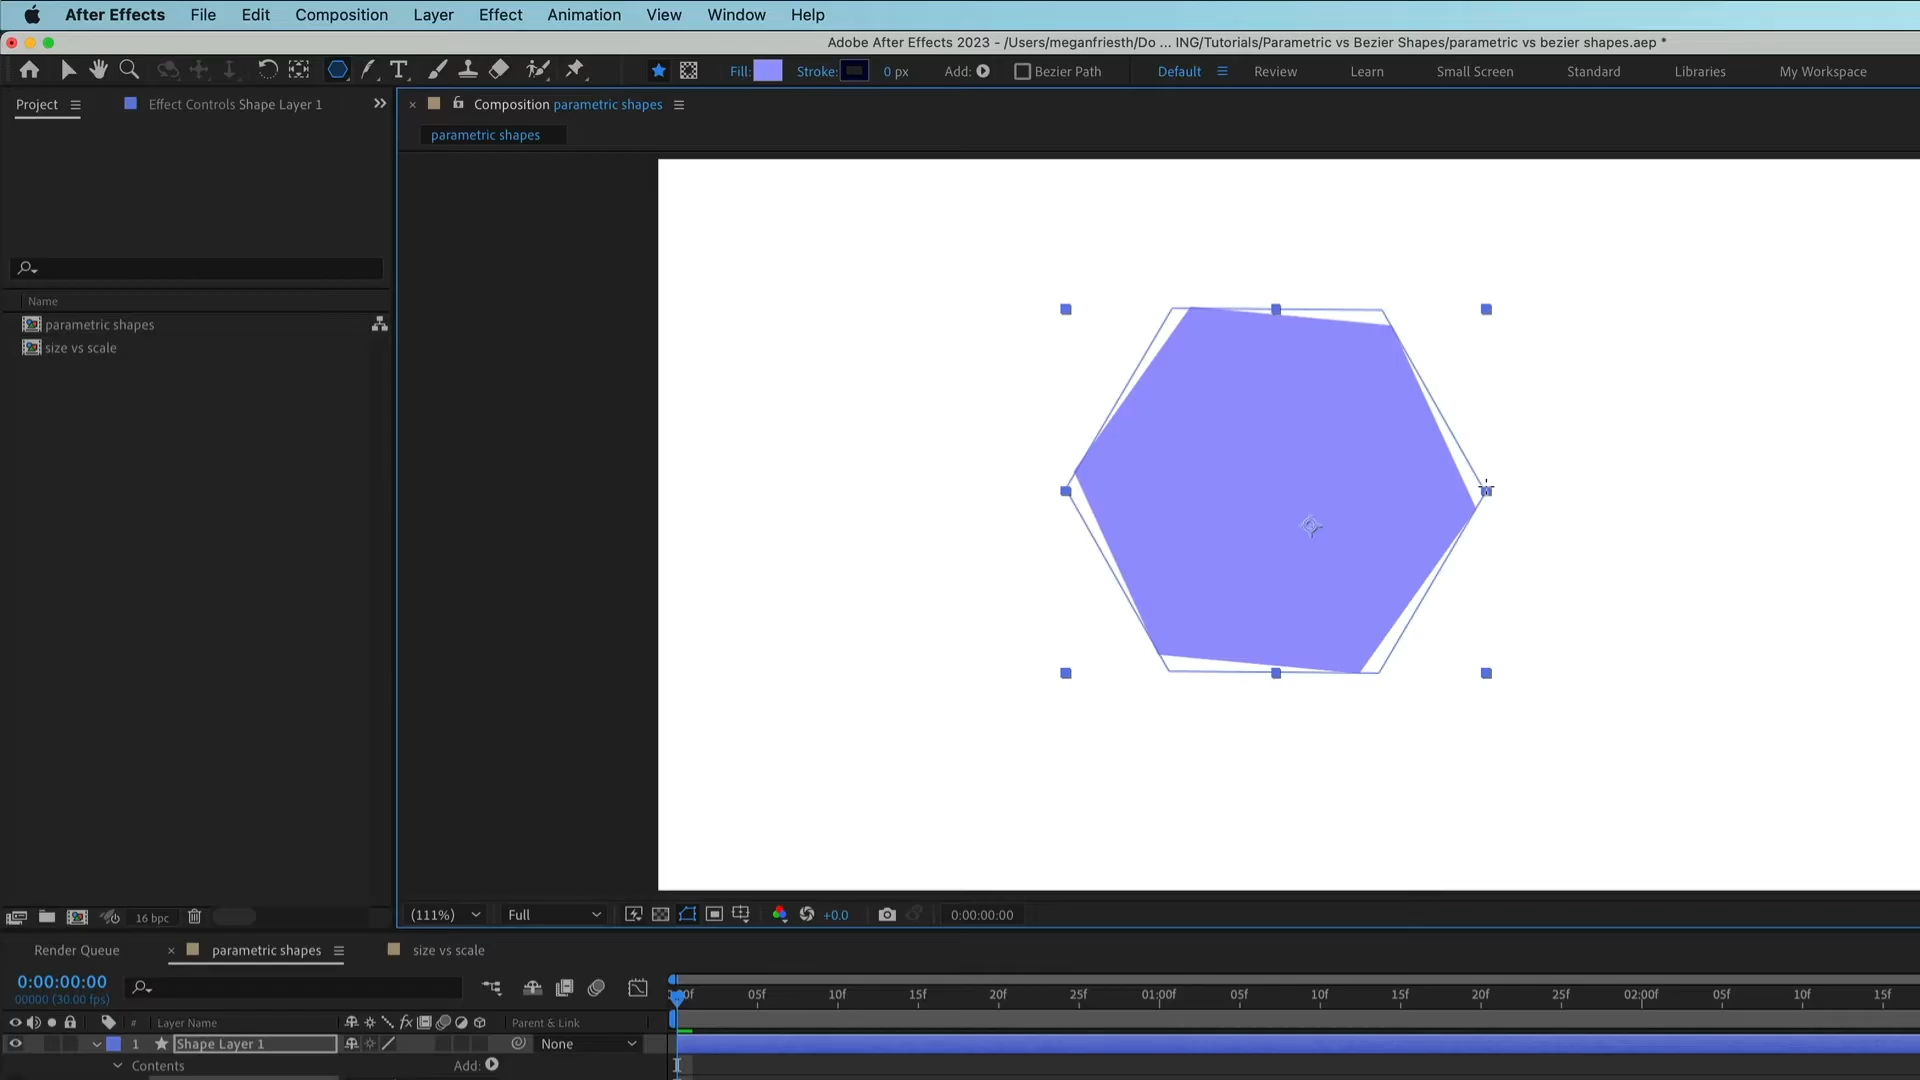 After Effects File Edit Composition Layer Effect Animation View Window Help
Adobe After Effects 2023 - /Users/meganfriesth/Do ... ING/Tutorials/Parametric vs Bezier Shapes/parametric vs bezier shapes.aep *
Fill: Stroke: 0 px Add: Bezier Path Default Review Learn Small Screen Standard Libraries My Workspace
Project Effect Controls Shape Layer 1 Composition parametric shapes
parametric shapes
Name
parametric shapes
size vs scale
16 bpc (111%) Full +0.0 0:00:00:00
Render Queue parametric shapes size vs scale
0:00:00:00
00000 (30.00 fps)
05f 10f 15f 20f 25f 01:00f 05f 10f 15f 20f 25f 02:00f 05f 10f 15f
# Layer Name fx Parent & Link
1 Shape Layer 1 None
Contents Add: